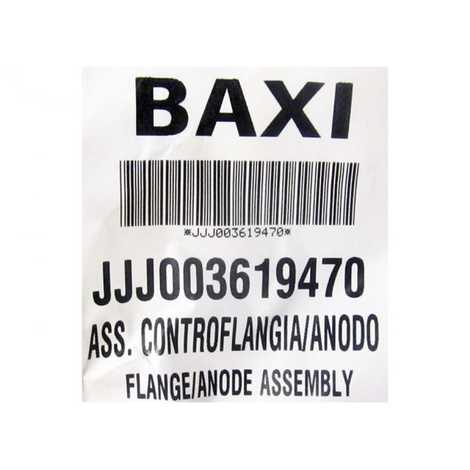 BAXI
*JJJ003619470*
JJJ003619470
ASS. CONTROFLANGIA/ANODO
FLANGE/ANODE ASSEMBLY